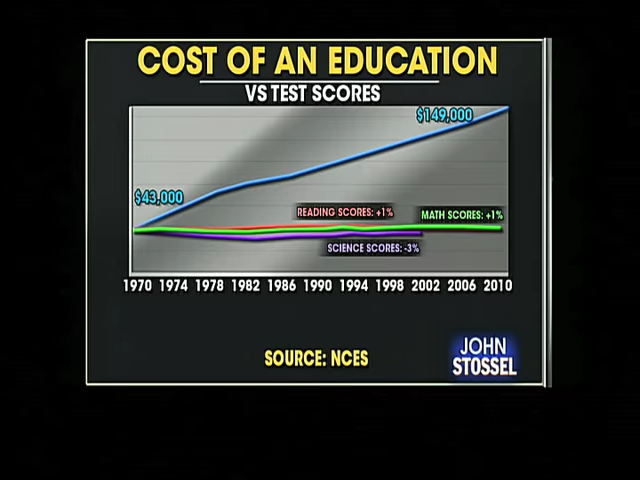 COST OF AN EDUCATION
VS TEST SCORES
$149,000
$43,000
READING SCORES: +1%
MATH SCORES: +1%
SCIENCE SCORES: -3%
1970 1974 1978 1982 1986 1990 1994 1998 2002 2006 2010
SOURCE: NCES
JOHN
STOSSEL